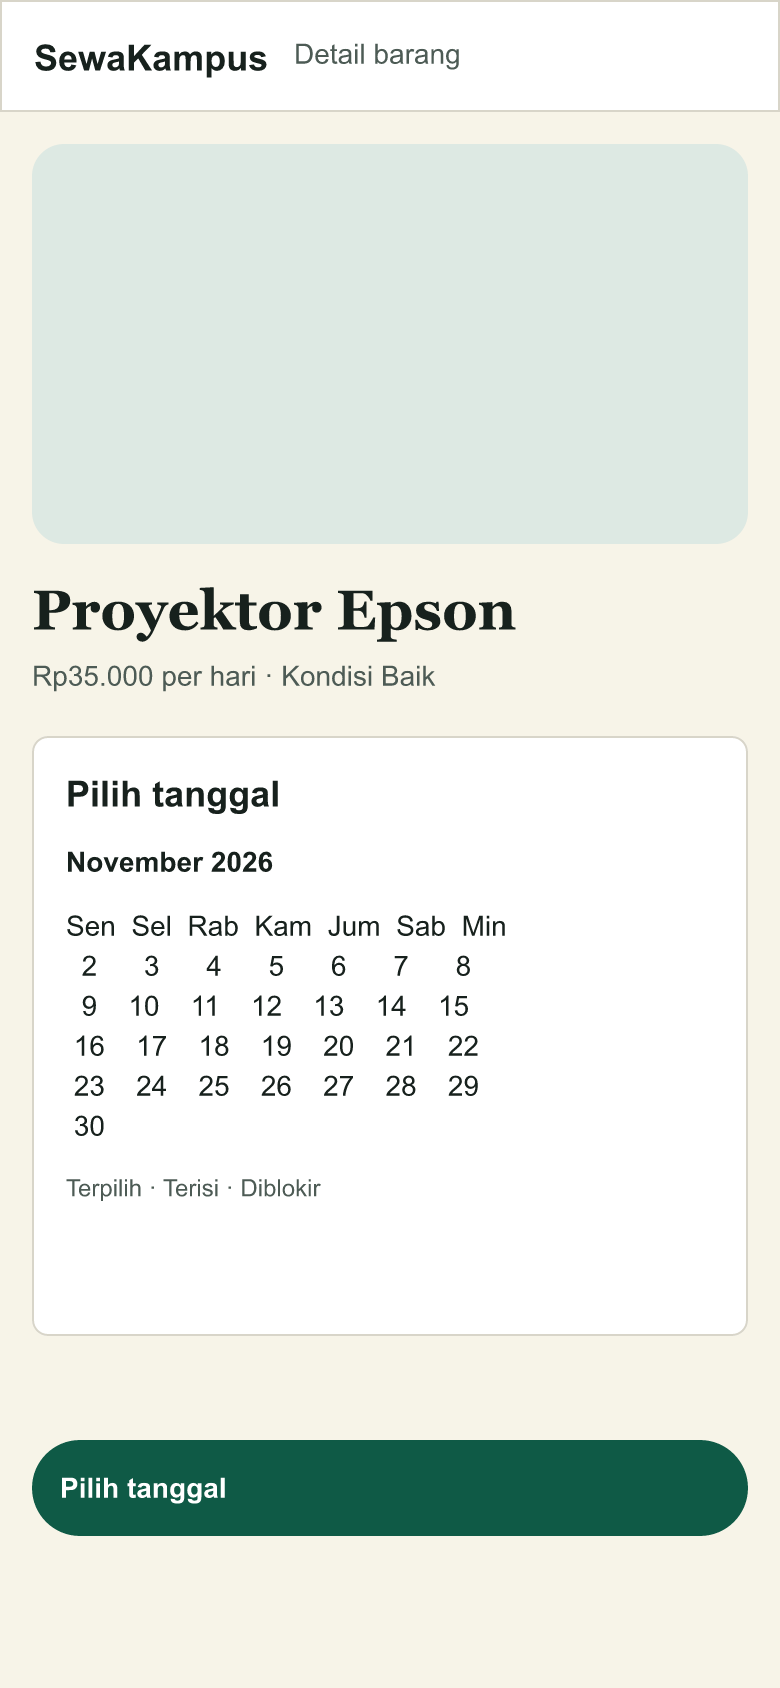 SewaKampus Detail barang
Proyektor Epson
Rp35.000 per hari · Kondisi Baik
Pilih tanggal
November 2026
Sen Sel Rab Kam Jum Sab Min
2 3 4 5 6 7 8
9 10 11 12 13 14 15
16 17 18 19 20 21 22
23 24 25 26 27 28 29
30
Terpilih · Terisi · Diblokir
Pilih tanggal